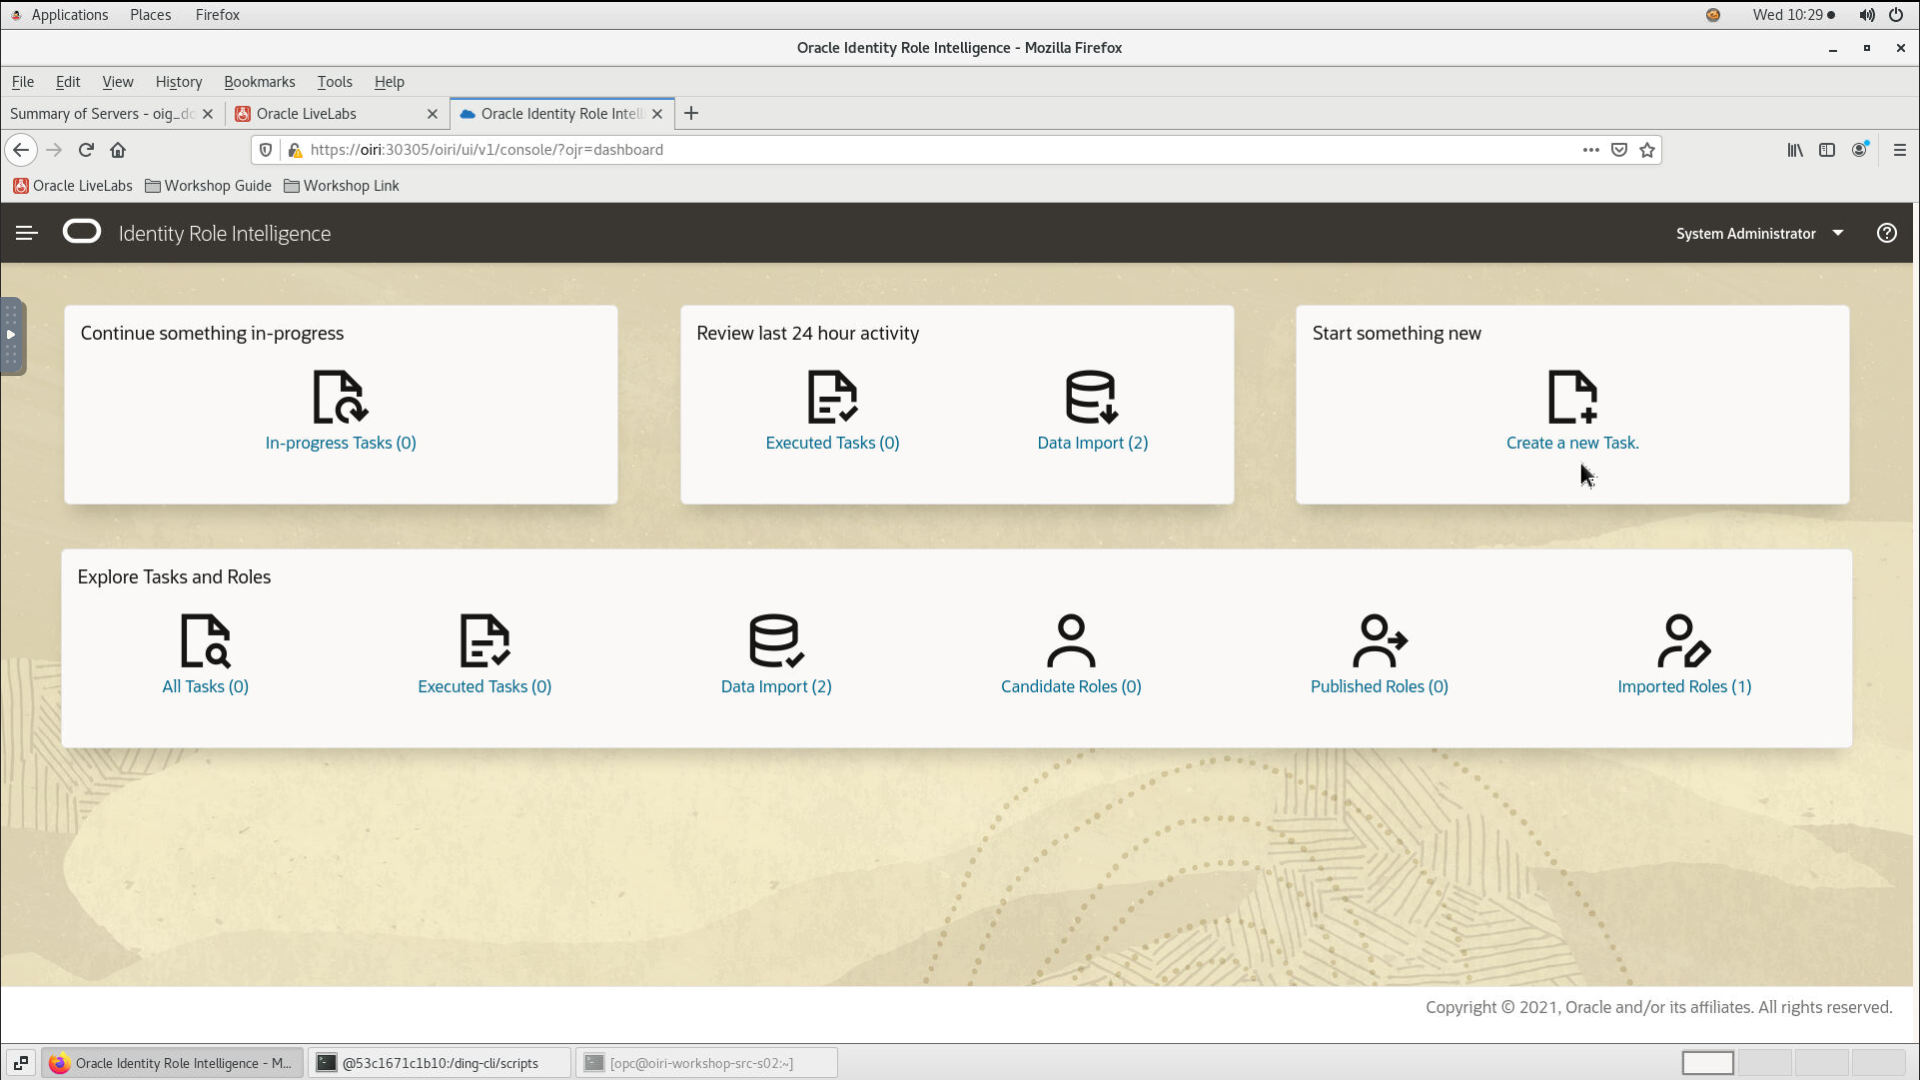 Applications Places Firefox Wed 10:29
Oracle Identity Role Intelligence - Mozilla Firefox
File Edit View History Bookmarks Tools Help
Summary of Servers - oig_do Oracle LiveLabs Oracle Identity Role Intell
https://oiri:30305/oiri/ui/v1/console/?ojr=dashboard
Oracle LiveLabs Workshop Guide Workshop Link
Identity Role Intelligence System Administrator
Continue something in-progress Review last 24 hour activity Start something new
In-progress Tasks (0) Executed Tasks (0) Data Import (2) Create a new Task.
Explore Tasks and Roles
All Tasks (0) Executed Tasks (0) Data Import (2) Candidate Roles (0) Published Roles (0) Imported Roles (1)
Copyright © 2021, Oracle and/or its affiliates. All rights reserved.
Oracle Identity Role Intelligence - M... @53c1671c1b10:/ding-cli/scripts [opc@oiri-workshop-src-s02:~]